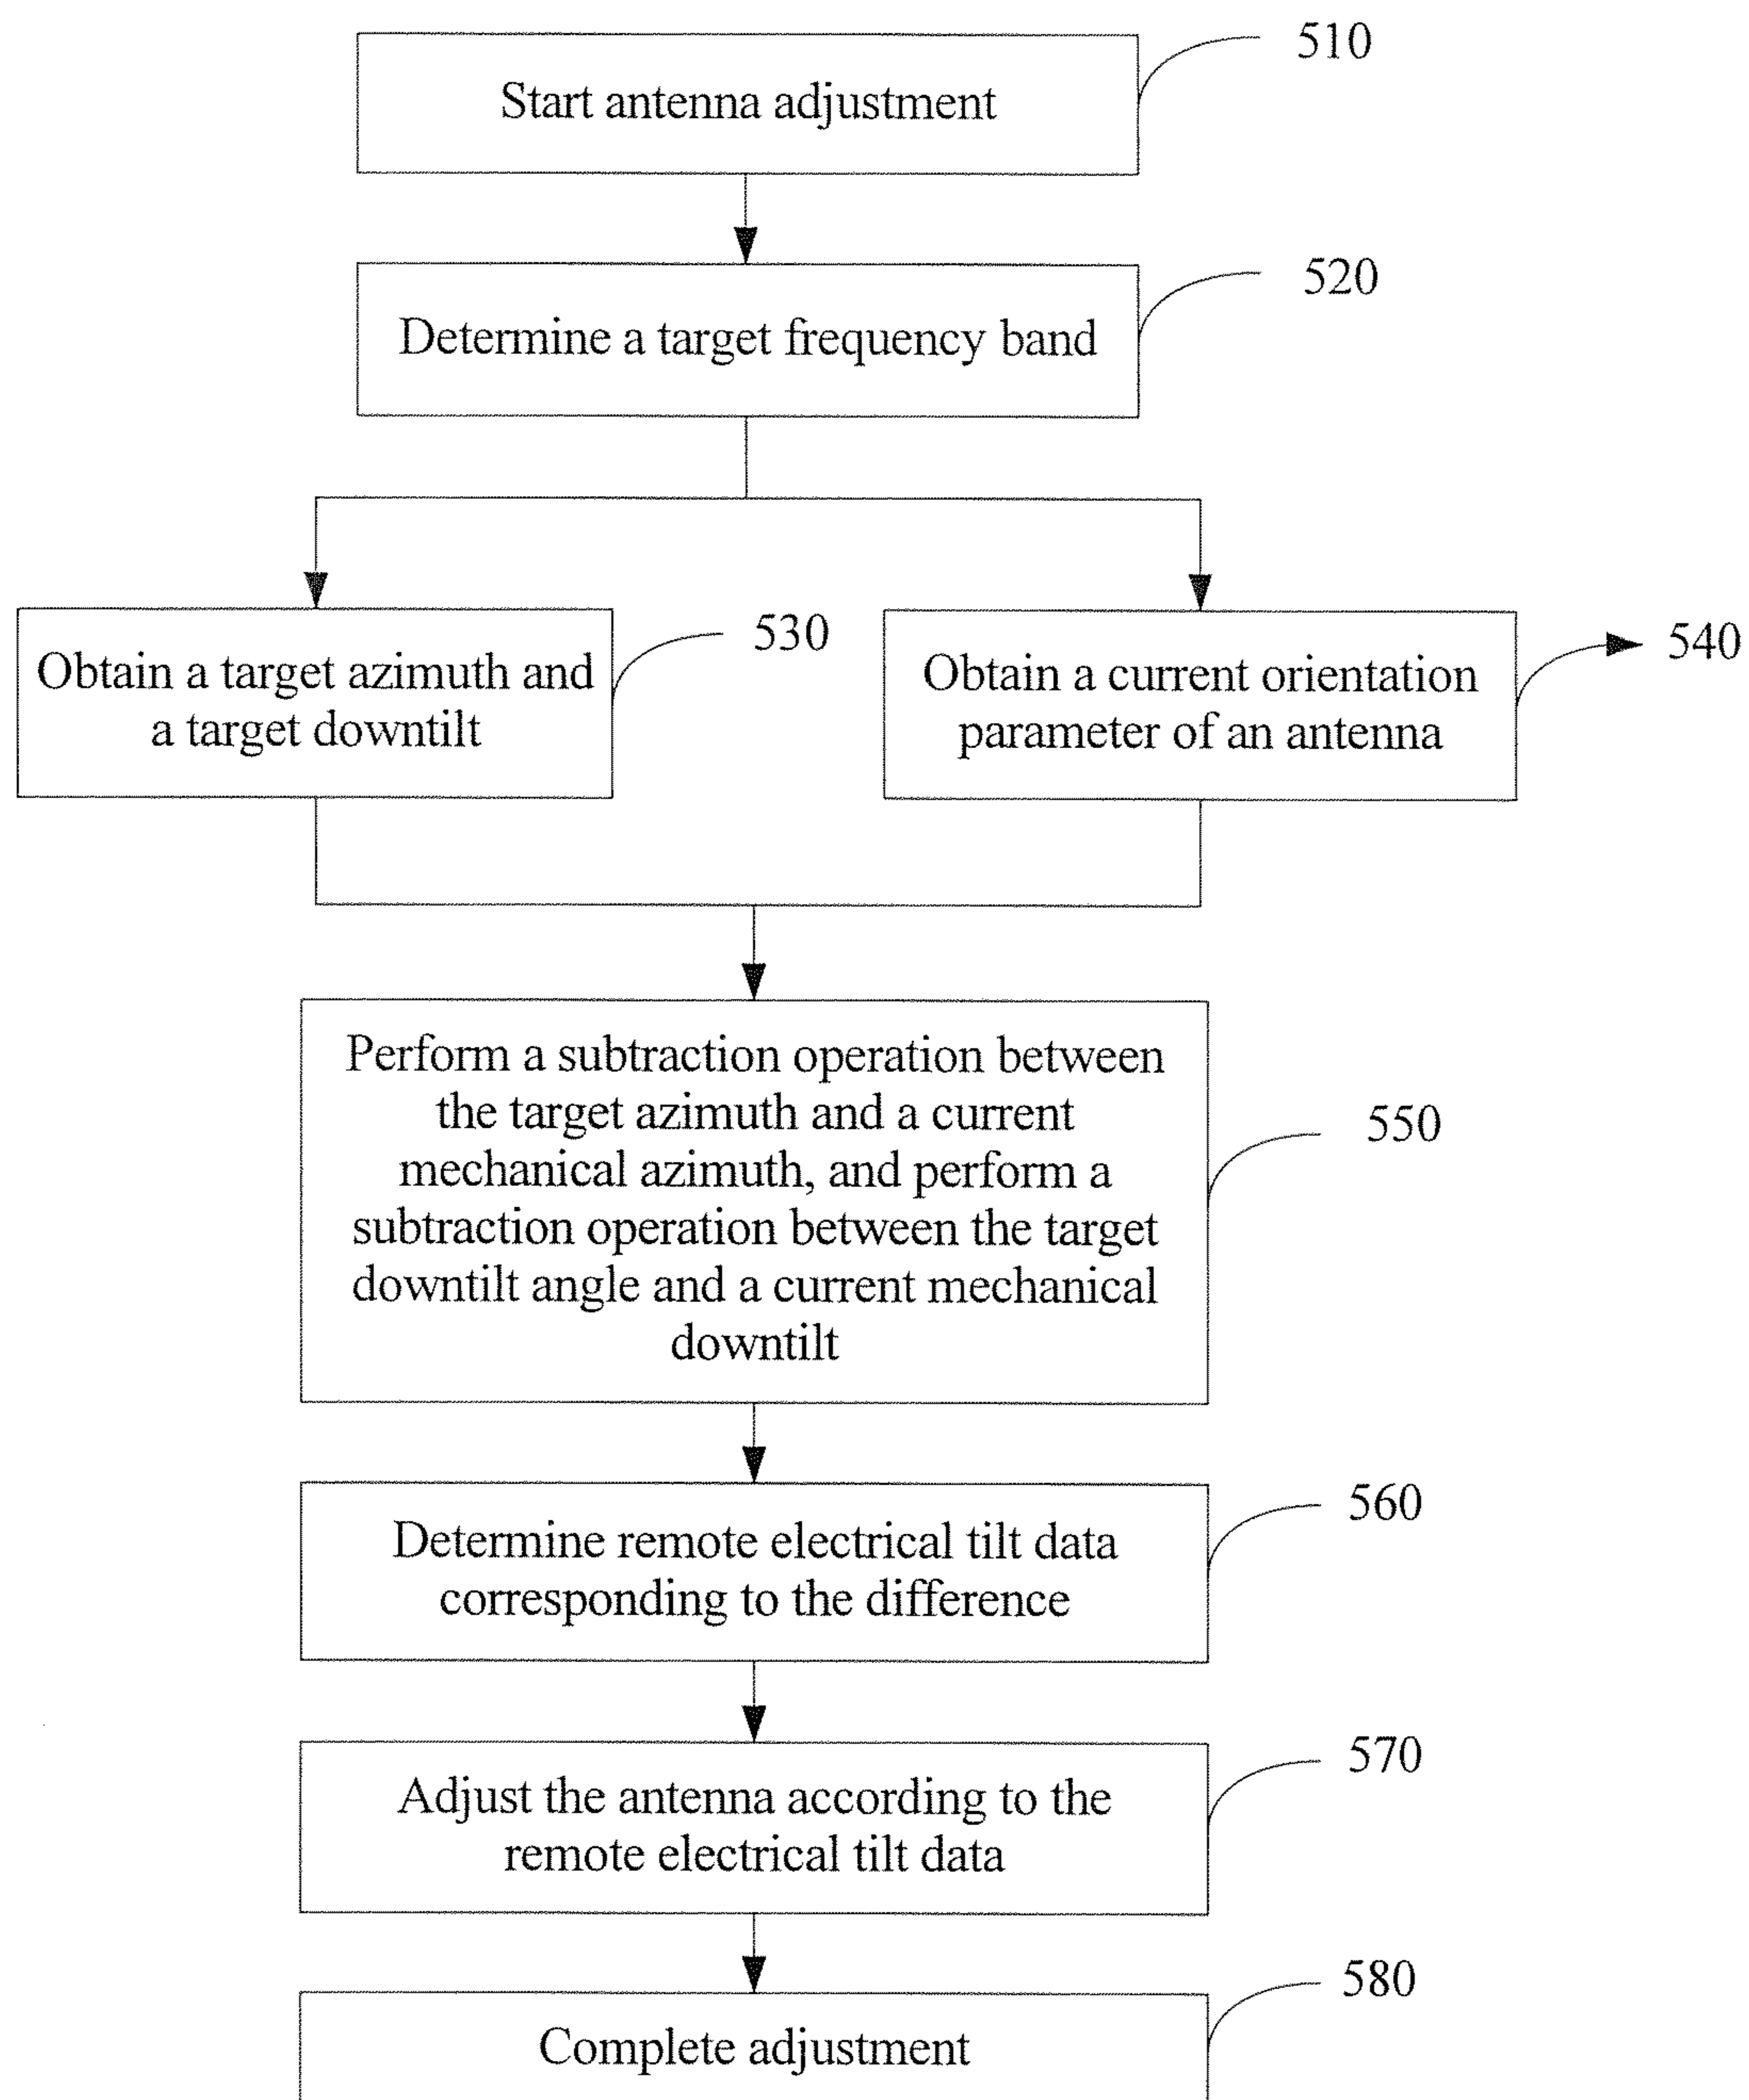 510
Start antenna adjustment
520
Determine a target frequency band
530
Obtain a target azimuth and
a target downtilt
540
Obtain a current orientation
parameter of an antenna
Perform a subtraction operation between
the target azimuth and a current
mechanical azimuth, and perform a
subtraction operation between the target
downtilt angle and a current mechanical
downtilt
550
560
Determine remote electrical tilt data
corresponding to the difference
570
Adjust the antenna according to the
remote electrical tilt data
580
Complete adjustment